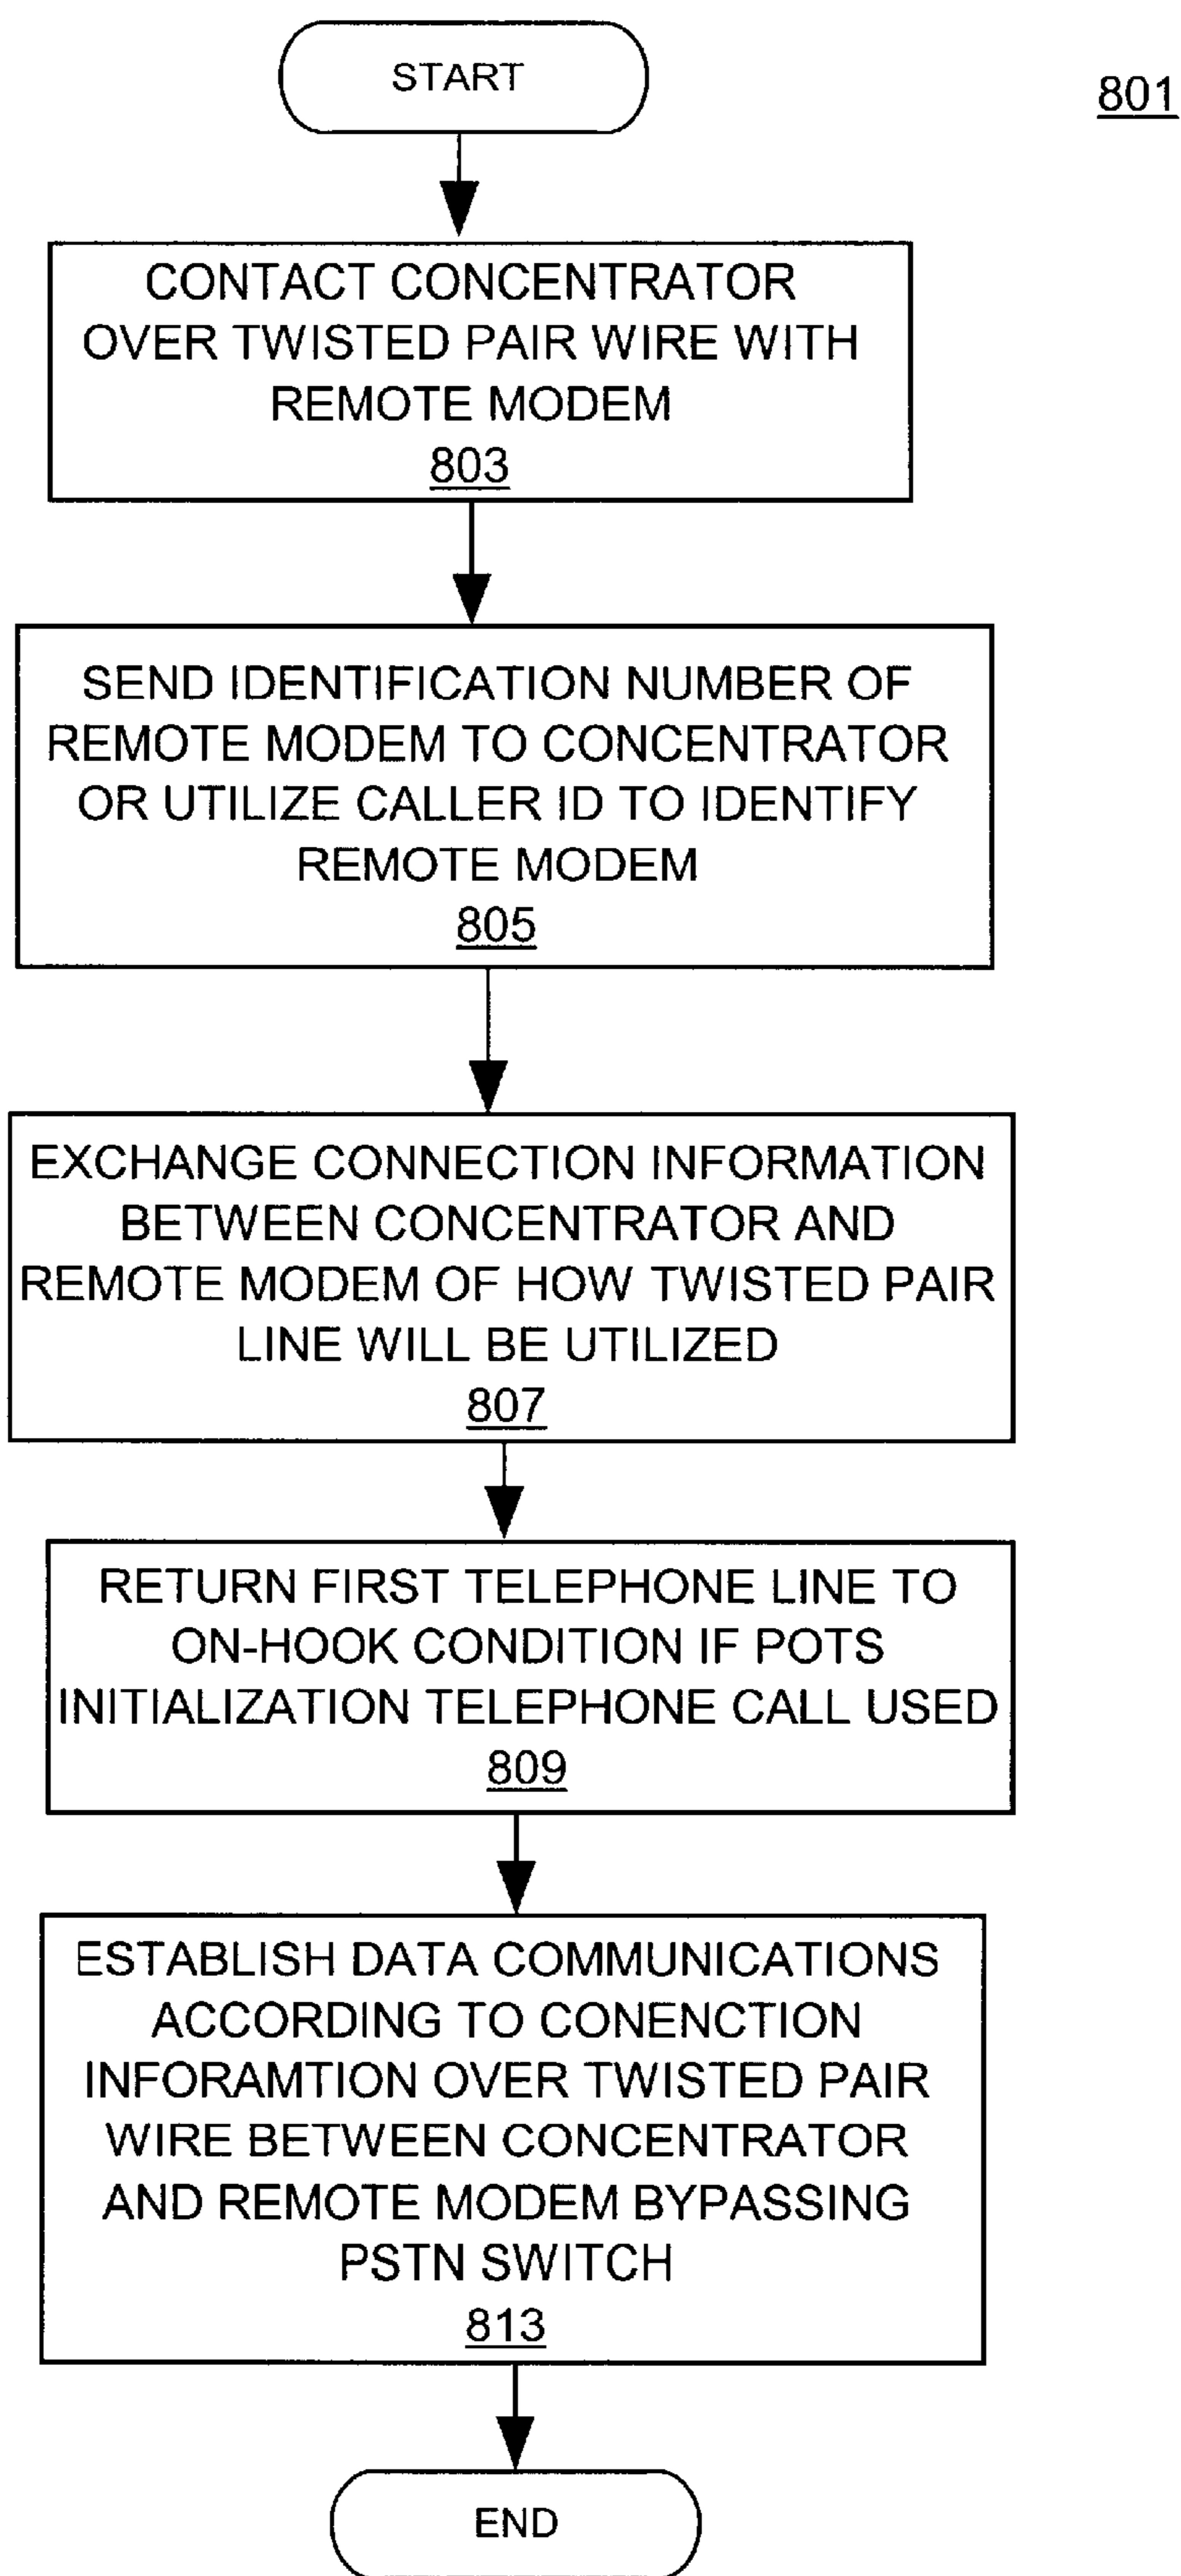 START
801
CONTACT CONCENTRATOR
OVER TWISTED PAIR WIRE WITH
REMOTE MODEM
803
SEND IDENTIFICATION NUMBER OF
REMOTE MODEM TO CONCENTRATOR
OR UTILIZE CALLER ID TO IDENTIFY
REMOTE MODEM
805
EXCHANGE CONNECTION INFORMATION
BETWEEN CONCENTRATOR AND
REMOTE MODEM OF HOW TWISTED PAIR
LINE WILL BE UTILIZED
807
RETURN FIRST TELEPHONE LINE TO
ON-HOOK CONDITION IF POTS
INITIALIZATION TELEPHONE CALL USED
809
ESTABLISH DATA COMMUNICATIONS
ACCORDING TO CONENCTION
INFORAMTION OVER TWISTED PAIR
WIRE BETWEEN CONCENTRATOR
AND REMOTE MODEM BYPASSING
PSTN SWITCH
813
END